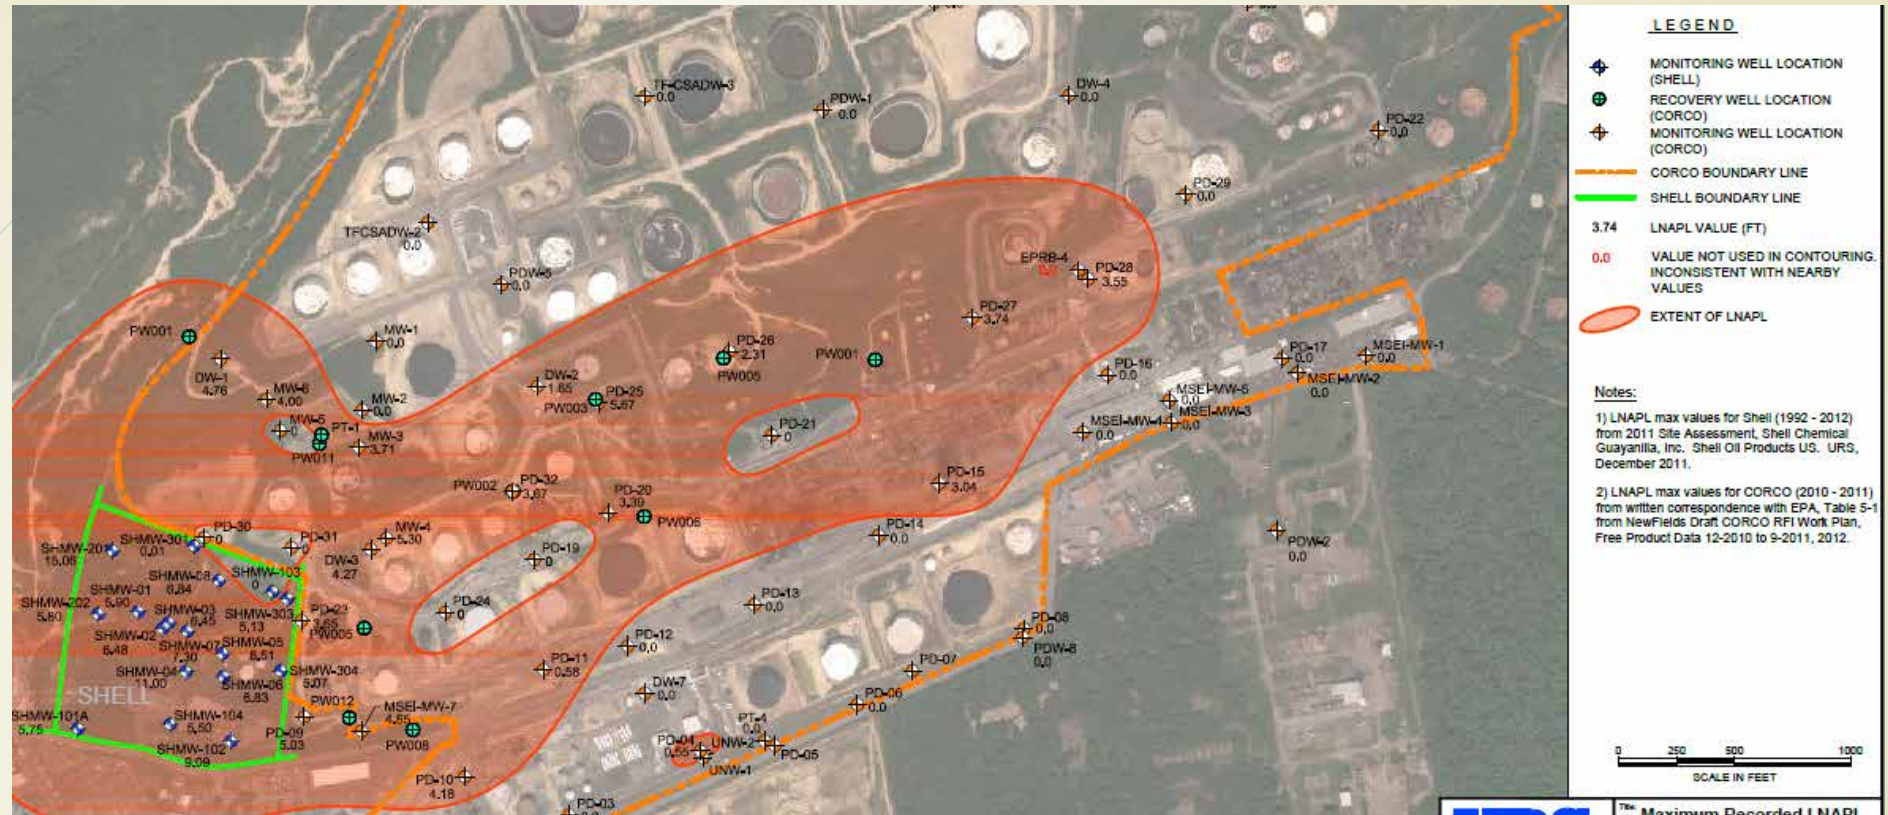 TF-CSADW-3
0.0
PDW-1
0.0
DW-4
0.0
PD-22
0.0
PD-29
0.0
TFCSADW-2
0.0
PDW-5
0.0
EPRB-4
0.0
PD-28
3.55
PD-27
3.74
PW001
DW-1
4.76
MW-1
0.0
MW-6
4.00
MW-2
0.0
MW-5
0
PT-1
PW011
MW-3
3.71
DW-2
1.65
PW003
PD-25
5.67
PD-26
2.31
PW005
PW001
PD-21
0
PD-16
0.0
PD-17
0.0
MSEI-MW-1
0.0
MSEI-MW-2
0.0
MSEI-MW-5
0.0
MSEI-MW-3
0.0
MSEI-MW-4
0.0
PD-15
3.04
PW002
PD-32
3.67
PD-20
3.39
PW006
PD-14
0.0
PDW-2
0.0
PD-30
0
PD-31
0
MW-4
5.30
DW-3
4.27
PD-19
0
PD-24
0
PD-13
0.0
PD-12
0.0
PD-11
0.58
PD-08
0.0
PDW-8
0.0
PD-07
PD-06
0.0
DW-7
0.0
PT-4
0.0
PD-05
PD-04
0.55
UNW-2
UNW-1
PD-03
PD-10
4.18
SHMW-201
15.06
SHMW-301
0.01
SHMW-08
6.84
SHMW-103
0
SHMW-01
5.90
SHMW-202
5.80
SHMW-03
6.45
SHMW-303
5.13
PD-23
3.65
PW005
SHMW-02
6.48
SHMW-07
7.30
SHMW-05
8.51
SHMW-04
11.00
SHMW-06
6.83
SHMW-304
5.07
SHELL
SHMW-101A
5.75
SHMW-104
5.50
SHMW-102
9.09
PW012
PD-09
5.03
MSEI-MW-7
4.65
PW008
LEGEND
MONITORING WELL LOCATION
(SHELL)
RECOVERY WELL LOCATION
(CORCO)
MONITORING WELL LOCATION
(CORCO)
CORCO BOUNDARY LINE
SHELL BOUNDARY LINE
3.74 LNAPL VALUE (FT)
0.0 VALUE NOT USED IN CONTOURING.
INCONSISTENT WITH NEARBY
VALUES
EXTENT OF LNAPL
Notes:
1) LNAPL max values for Shell (1992 - 2012)
from 2011 Site Assessment, Shell Chemical
Guayanilla, Inc. Shell Oil Products US. URS,
December 2011.
2) LNAPL max values for CORCO (2010 - 2011)
from written correspondence with EPA, Table 5-1
from NewFields Draft CORCO RFI Work Plan,
Free Product Data 12-2010 to 9-2011, 2012.
0 250 500 1000
SCALE IN FEET
Title:
Maximum Recorded LNAPL